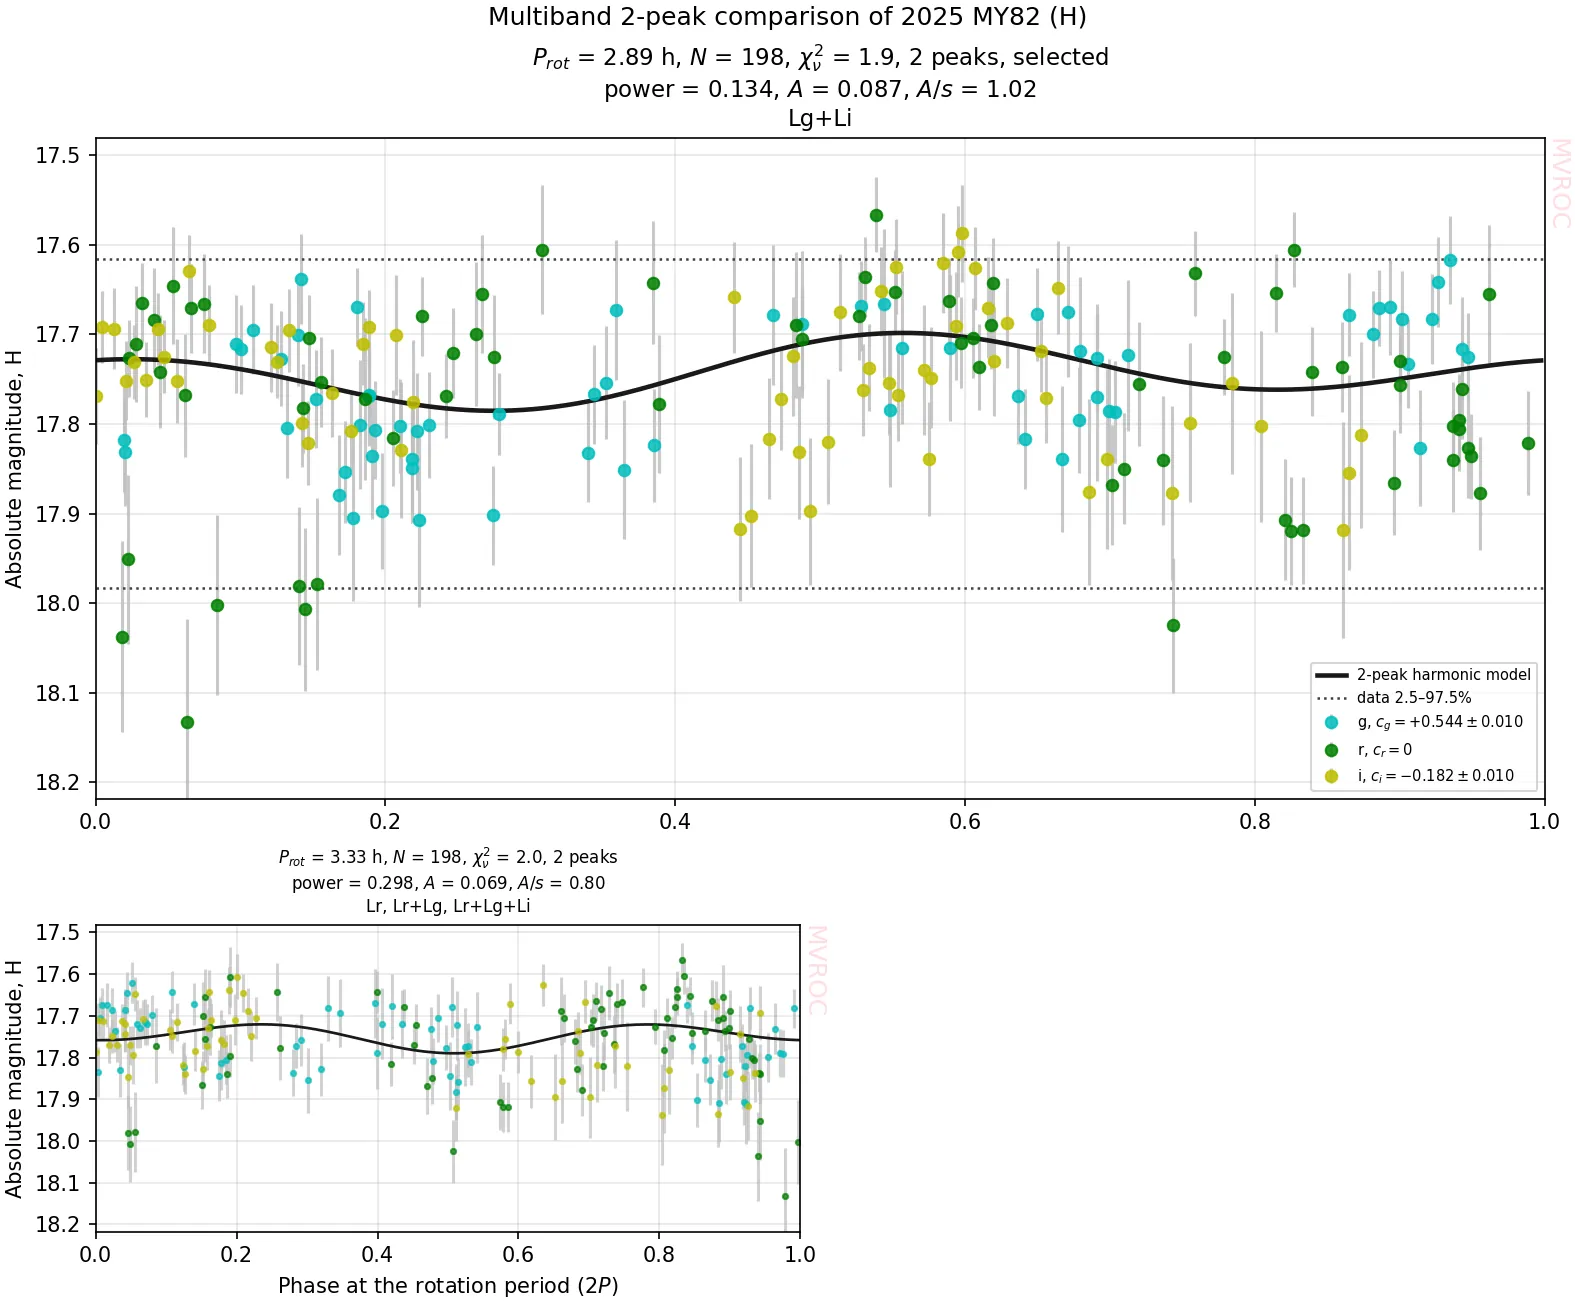 Multiband 2-peak comparison of 2025 MY82 (H)
P_rot = 2.89 h, N = 198, χ²_ν = 1.9, 2 peaks, selected
power = 0.134, A = 0.087, A/s = 1.02
Lg+Li
17.5
17.6
17.7
17.8
17.9
18.0
18.1
18.2
Absolute magnitude, H
MVROC
2-peak harmonic model
data 2.5–97.5%
g, c_g = +0.544 ± 0.010
r, c_r = 0
i, c_i = −0.182 ± 0.010
0.0 0.2 0.4 0.6 0.8 1.0
P_rot = 3.33 h, N = 198, χ²_ν = 2.0, 2 peaks
power = 0.298, A = 0.069, A/s = 0.80
Lr, Lr+Lg, Lr+Lg+Li
17.5
17.6
17.7
17.8
17.9
18.0
18.1
18.2
Absolute magnitude, H
MVROC
0.0 0.2 0.4 0.6 0.8 1.0
Phase at the rotation period (2P)